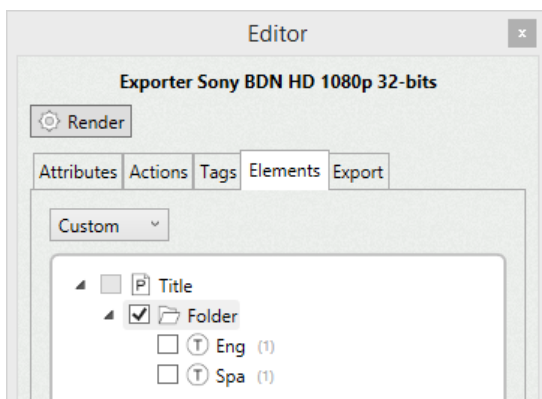 Editor x
Exporter Sony BDN HD 1080p 32-bits
Render
Attributes Actions Tags Elements Export
Custom
P Title
Folder
T Eng (1)
T Spa (1)